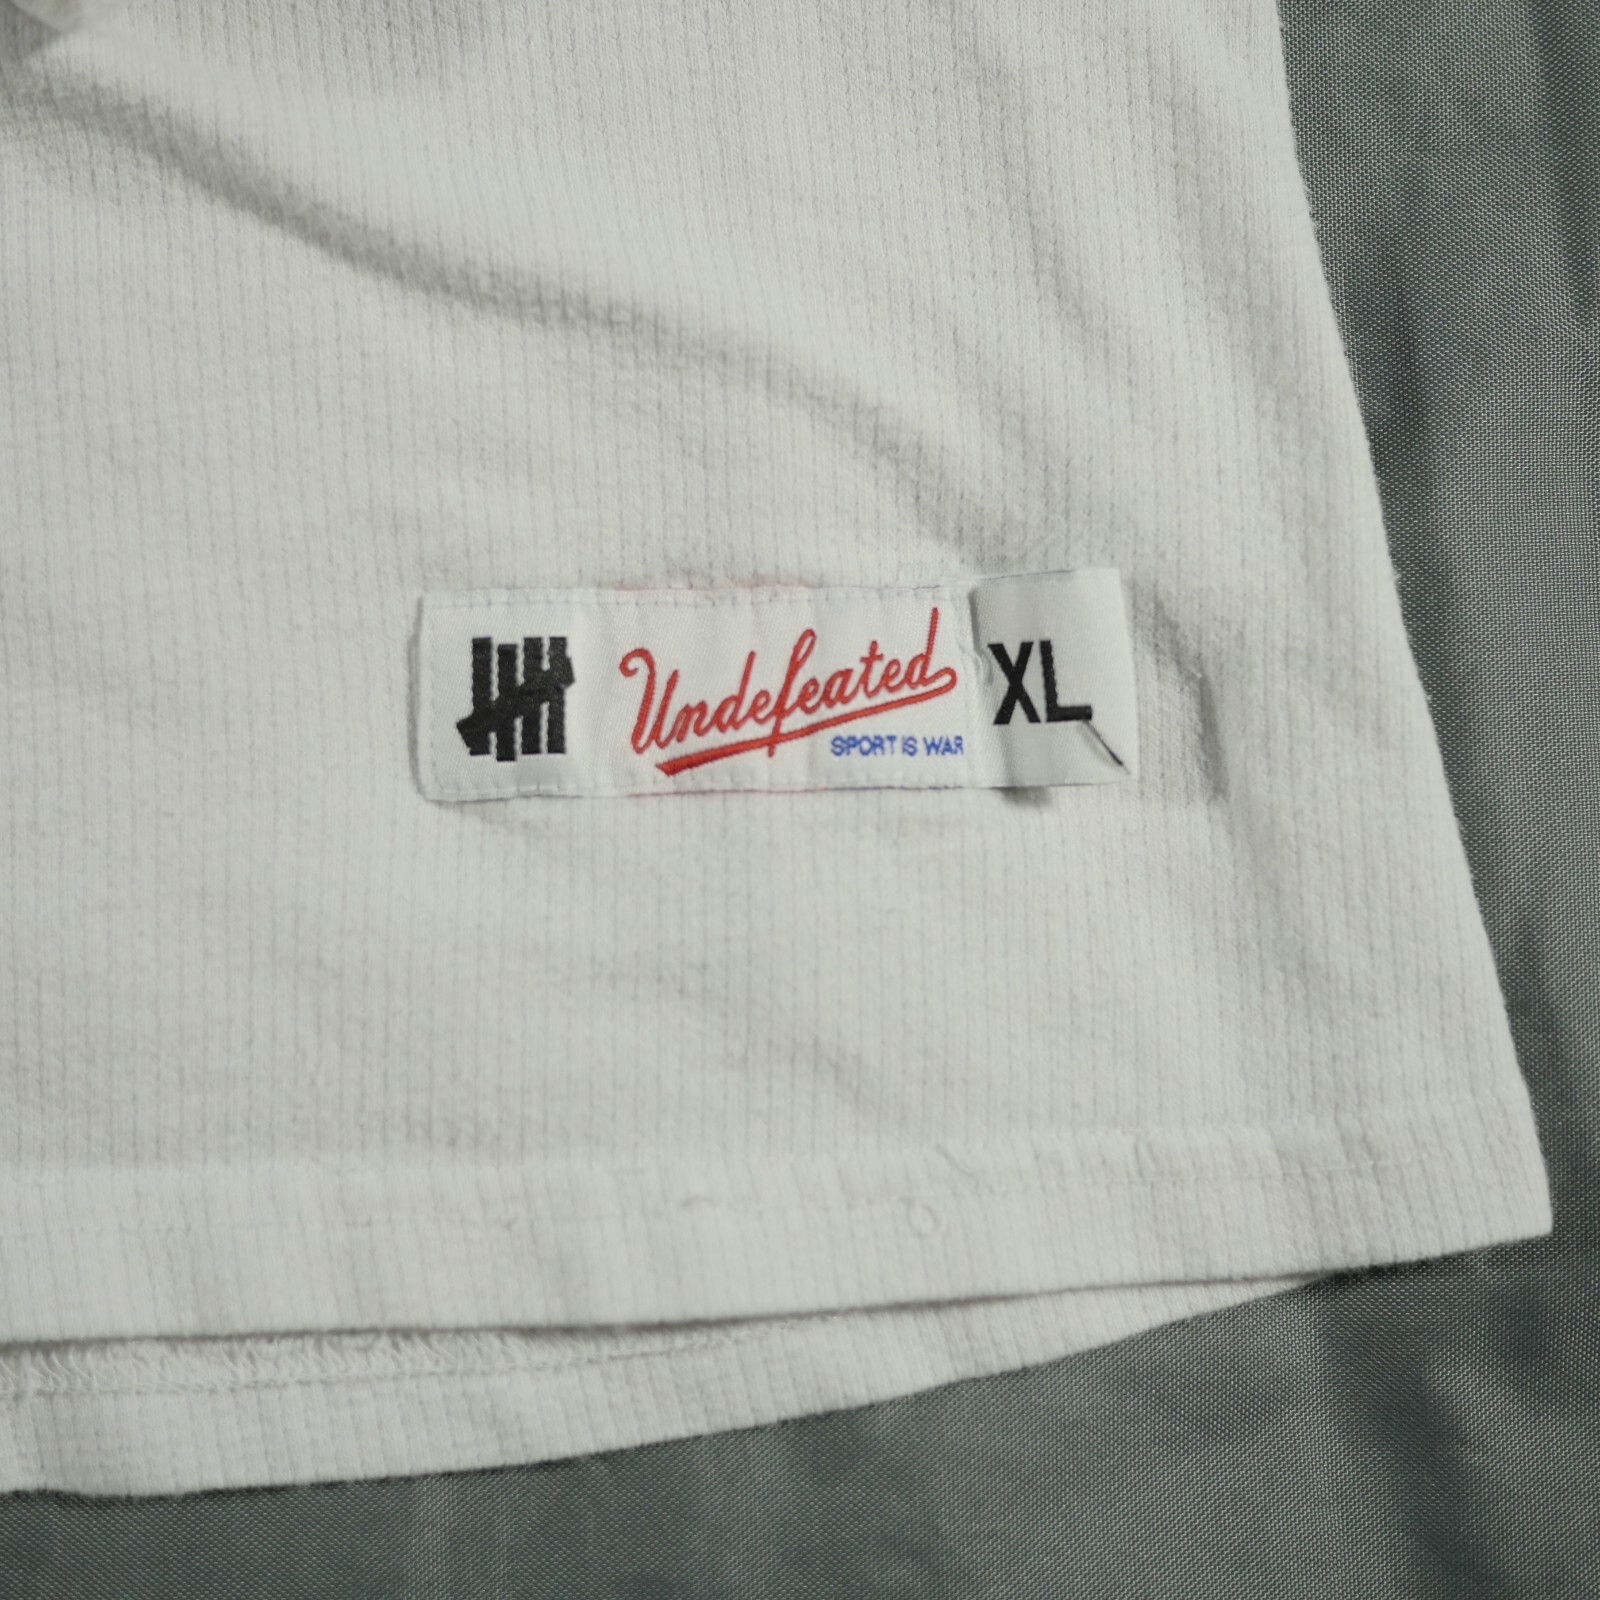 Undefeated
SPORT IS WAR
XL